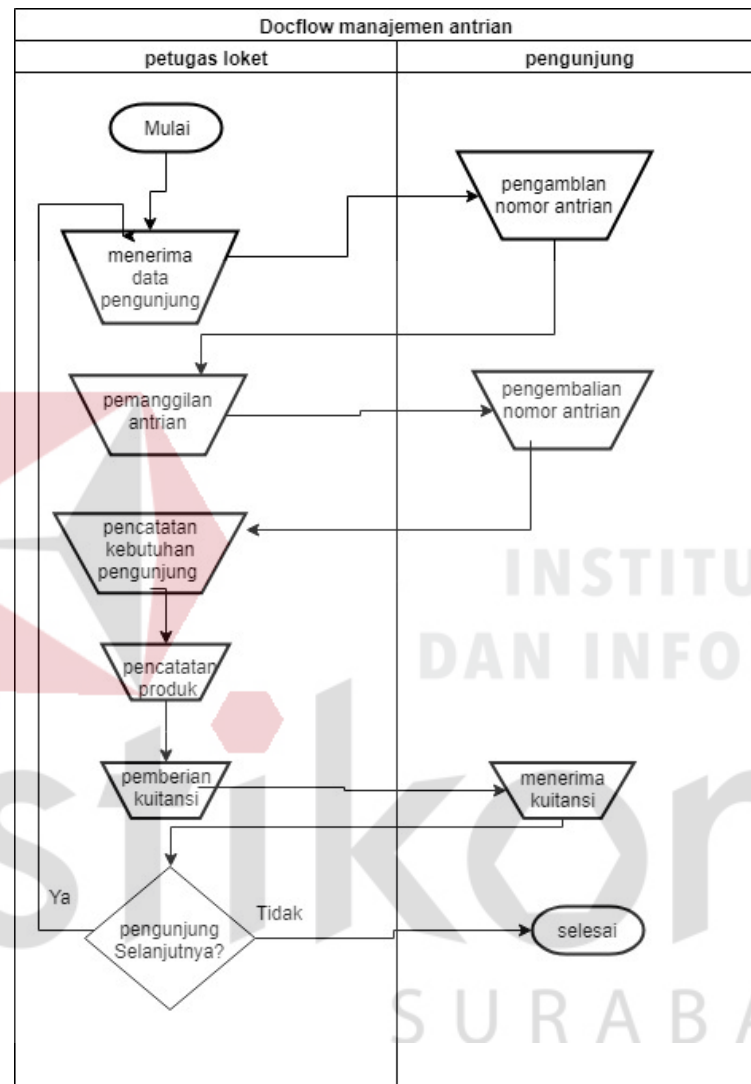 Docflow manajemen antrian
petugas loket
pengunjung
Mulai
pengamblan
nomor antrian
menerima
data
pengunjung
pemanggilan
antrian
pengembalian
nomor antrian
pencatatan
kebutuhan
pengunjung
pencatatan
produk
pemberian
kuitansi
menerima
kuitansi
Ya
pengunjung
Selanjutnya?
Tidak
selesai
INSTITU
DAN INFO
stikom
SURABA